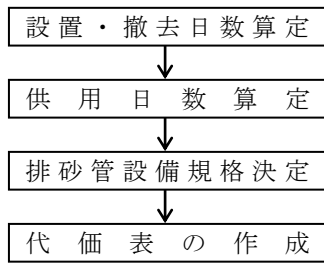 設置・撤去日数算定
供用日数算定
排砂管設備規格決定
代価表の作成